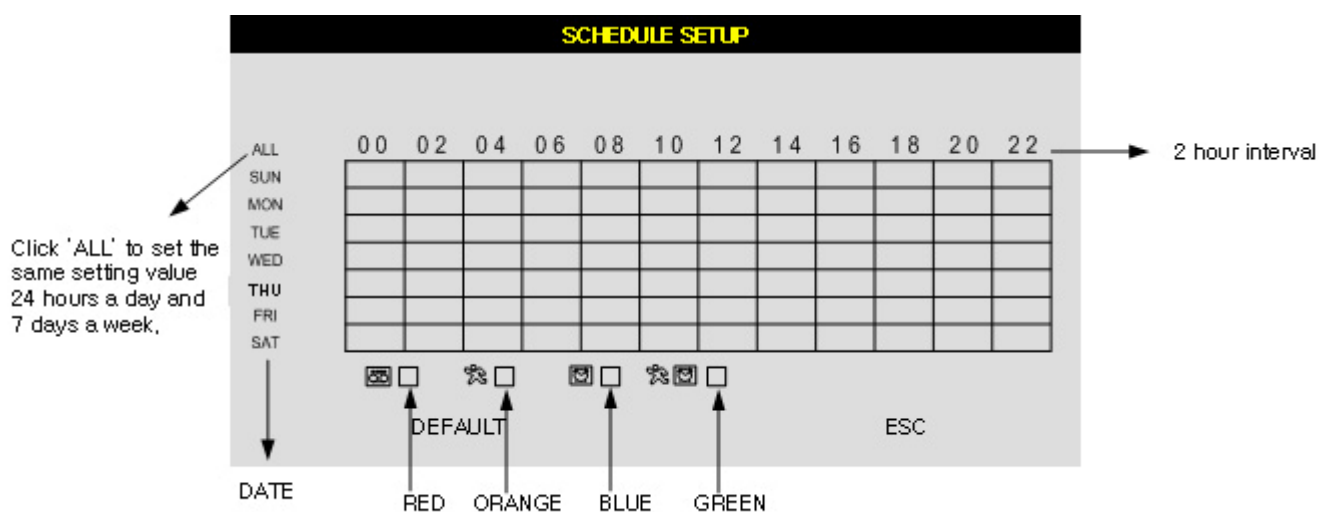 SCHEDULE SETUP
ALL 00 02 04 06 08 10 12 14 16 18 20 22
2 hour interval
SUN
MON
TUE
WED
THU
FRI
SAT
Click 'ALL' to set the
same setting value
24 hours a day and
7 days a week,
DEFAULT ESC
DATE
RED ORANGE BLUE GREEN